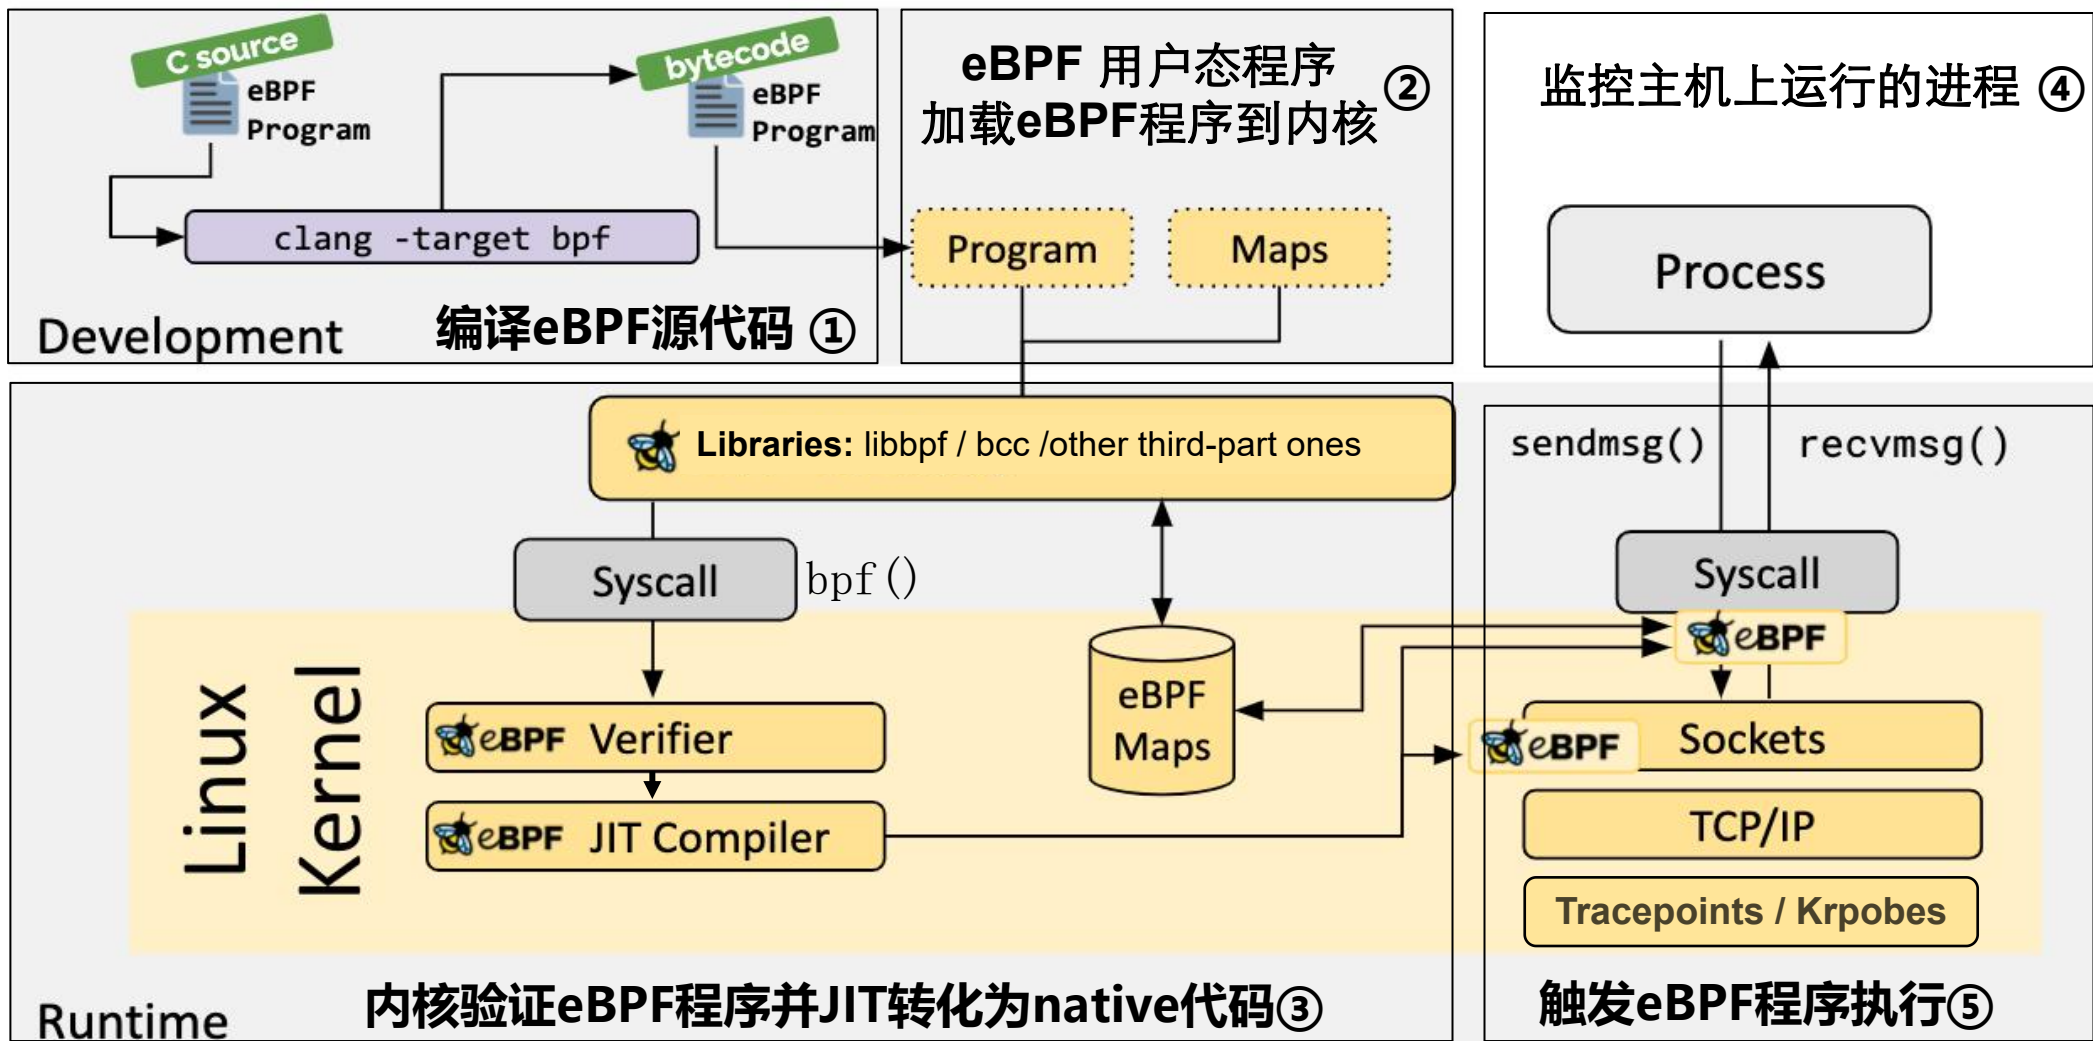 C source
eBPF
Program
bytecode
eBPF
Program
clang -target bpf
Development
编译eBPF源代码 ①
eBPF 用户态程序
加载eBPF程序到内核 ②
Program
Maps
监控主机上运行的进程 ④
Process
Libraries: libbpf / bcc /other third-part ones
Syscall
bpf()
Linux
Kernel
eBPF Verifier
eBPF JIT Compiler
eBPF
Maps
Runtime
内核验证eBPF程序并JIT转化为native代码③
sendmsg()
recvmsg()
Syscall
eBPF
eBPF
Sockets
TCP/IP
Tracepoints / Krpobes
触发eBPF程序执行⑤